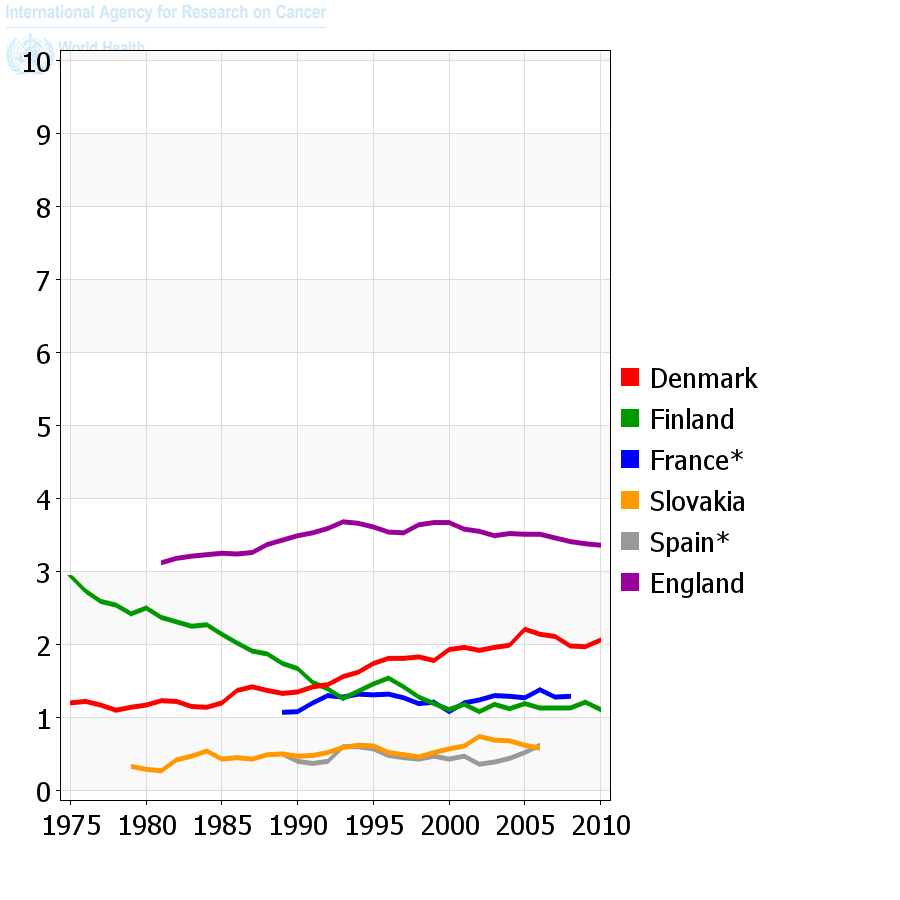 International Agency for Research on Cancer
World Health
10
9
8
7
6
5
4
3
2
1
0
1975 1980 1985 1990 1995 2000 2005 2010
Denmark
Finland
France*
Slovakia
Spain*
England